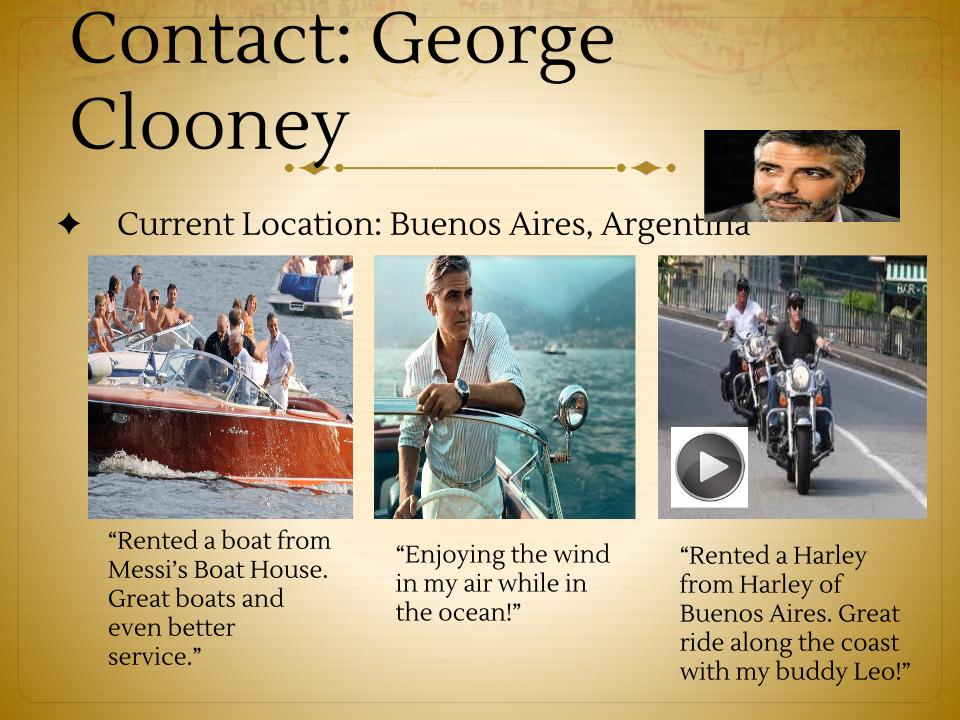 Contact: George
Clooney
Current Location: Buenos Aires, Argentina
BAR - 
Riva
“Rented a boat from
Messi’s Boat House.
Great boats and
even better
service.”
“Enjoying the wind
in my air while in
the ocean!”
“Rented a Harley
from Harley of
Buenos Aires. Great
ride along the coast
with my buddy Leo!”